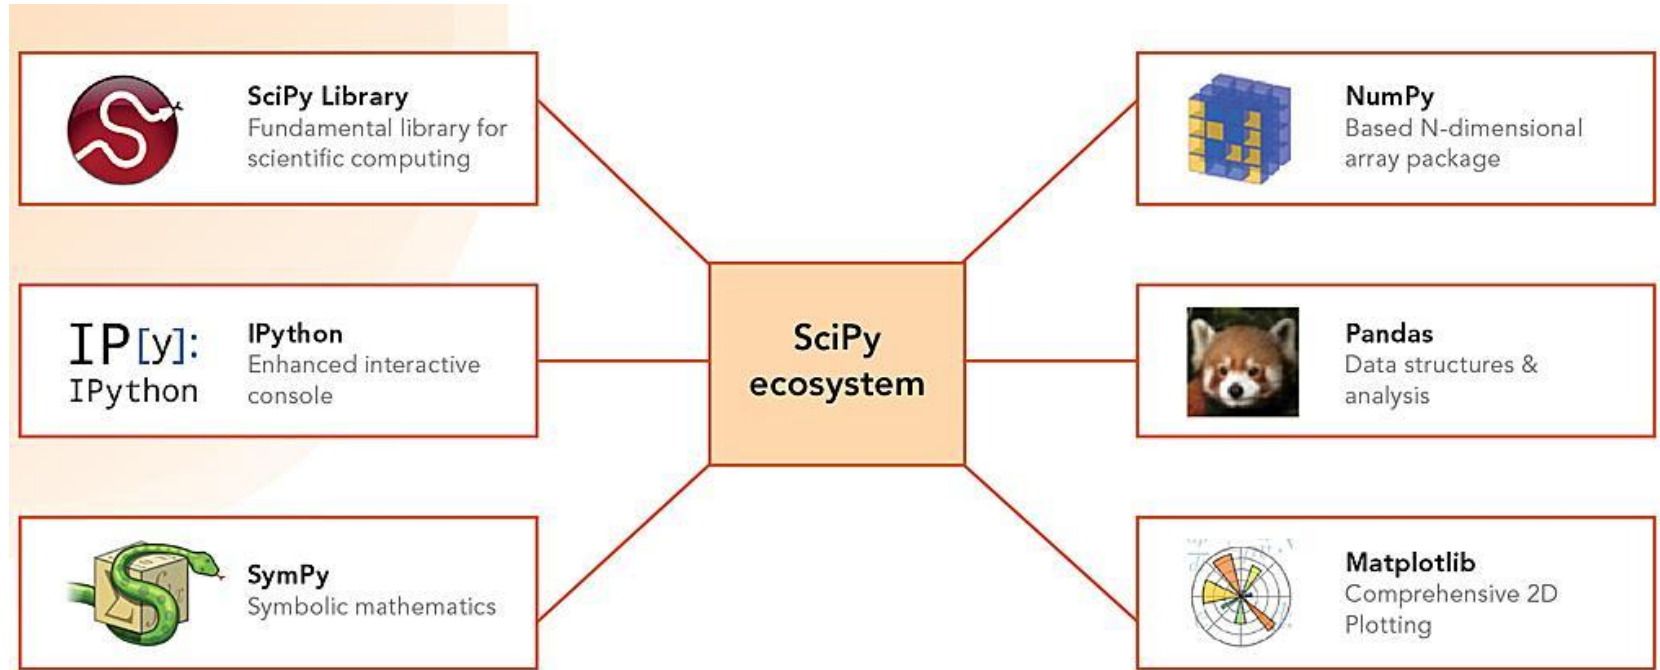 SciPy Library
Fundamental library for
scientific computing
IP[y]:
IPython
IPython
Enhanced interactive
console
SymPy
Symbolic mathematics
SciPy
ecosystem
NumPy
Based N-dimensional
array package
Pandas
Data structures &
analysis
Matplotlib
Comprehensive 2D
Plotting